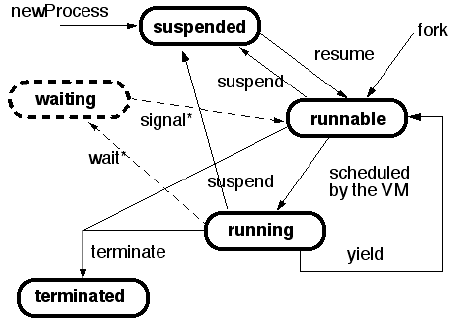 newProcess
suspended
fork
resume
suspend
waiting
signal*
runnable
wait*
suspend
scheduled
by the VM
running
terminate
yield
terminated